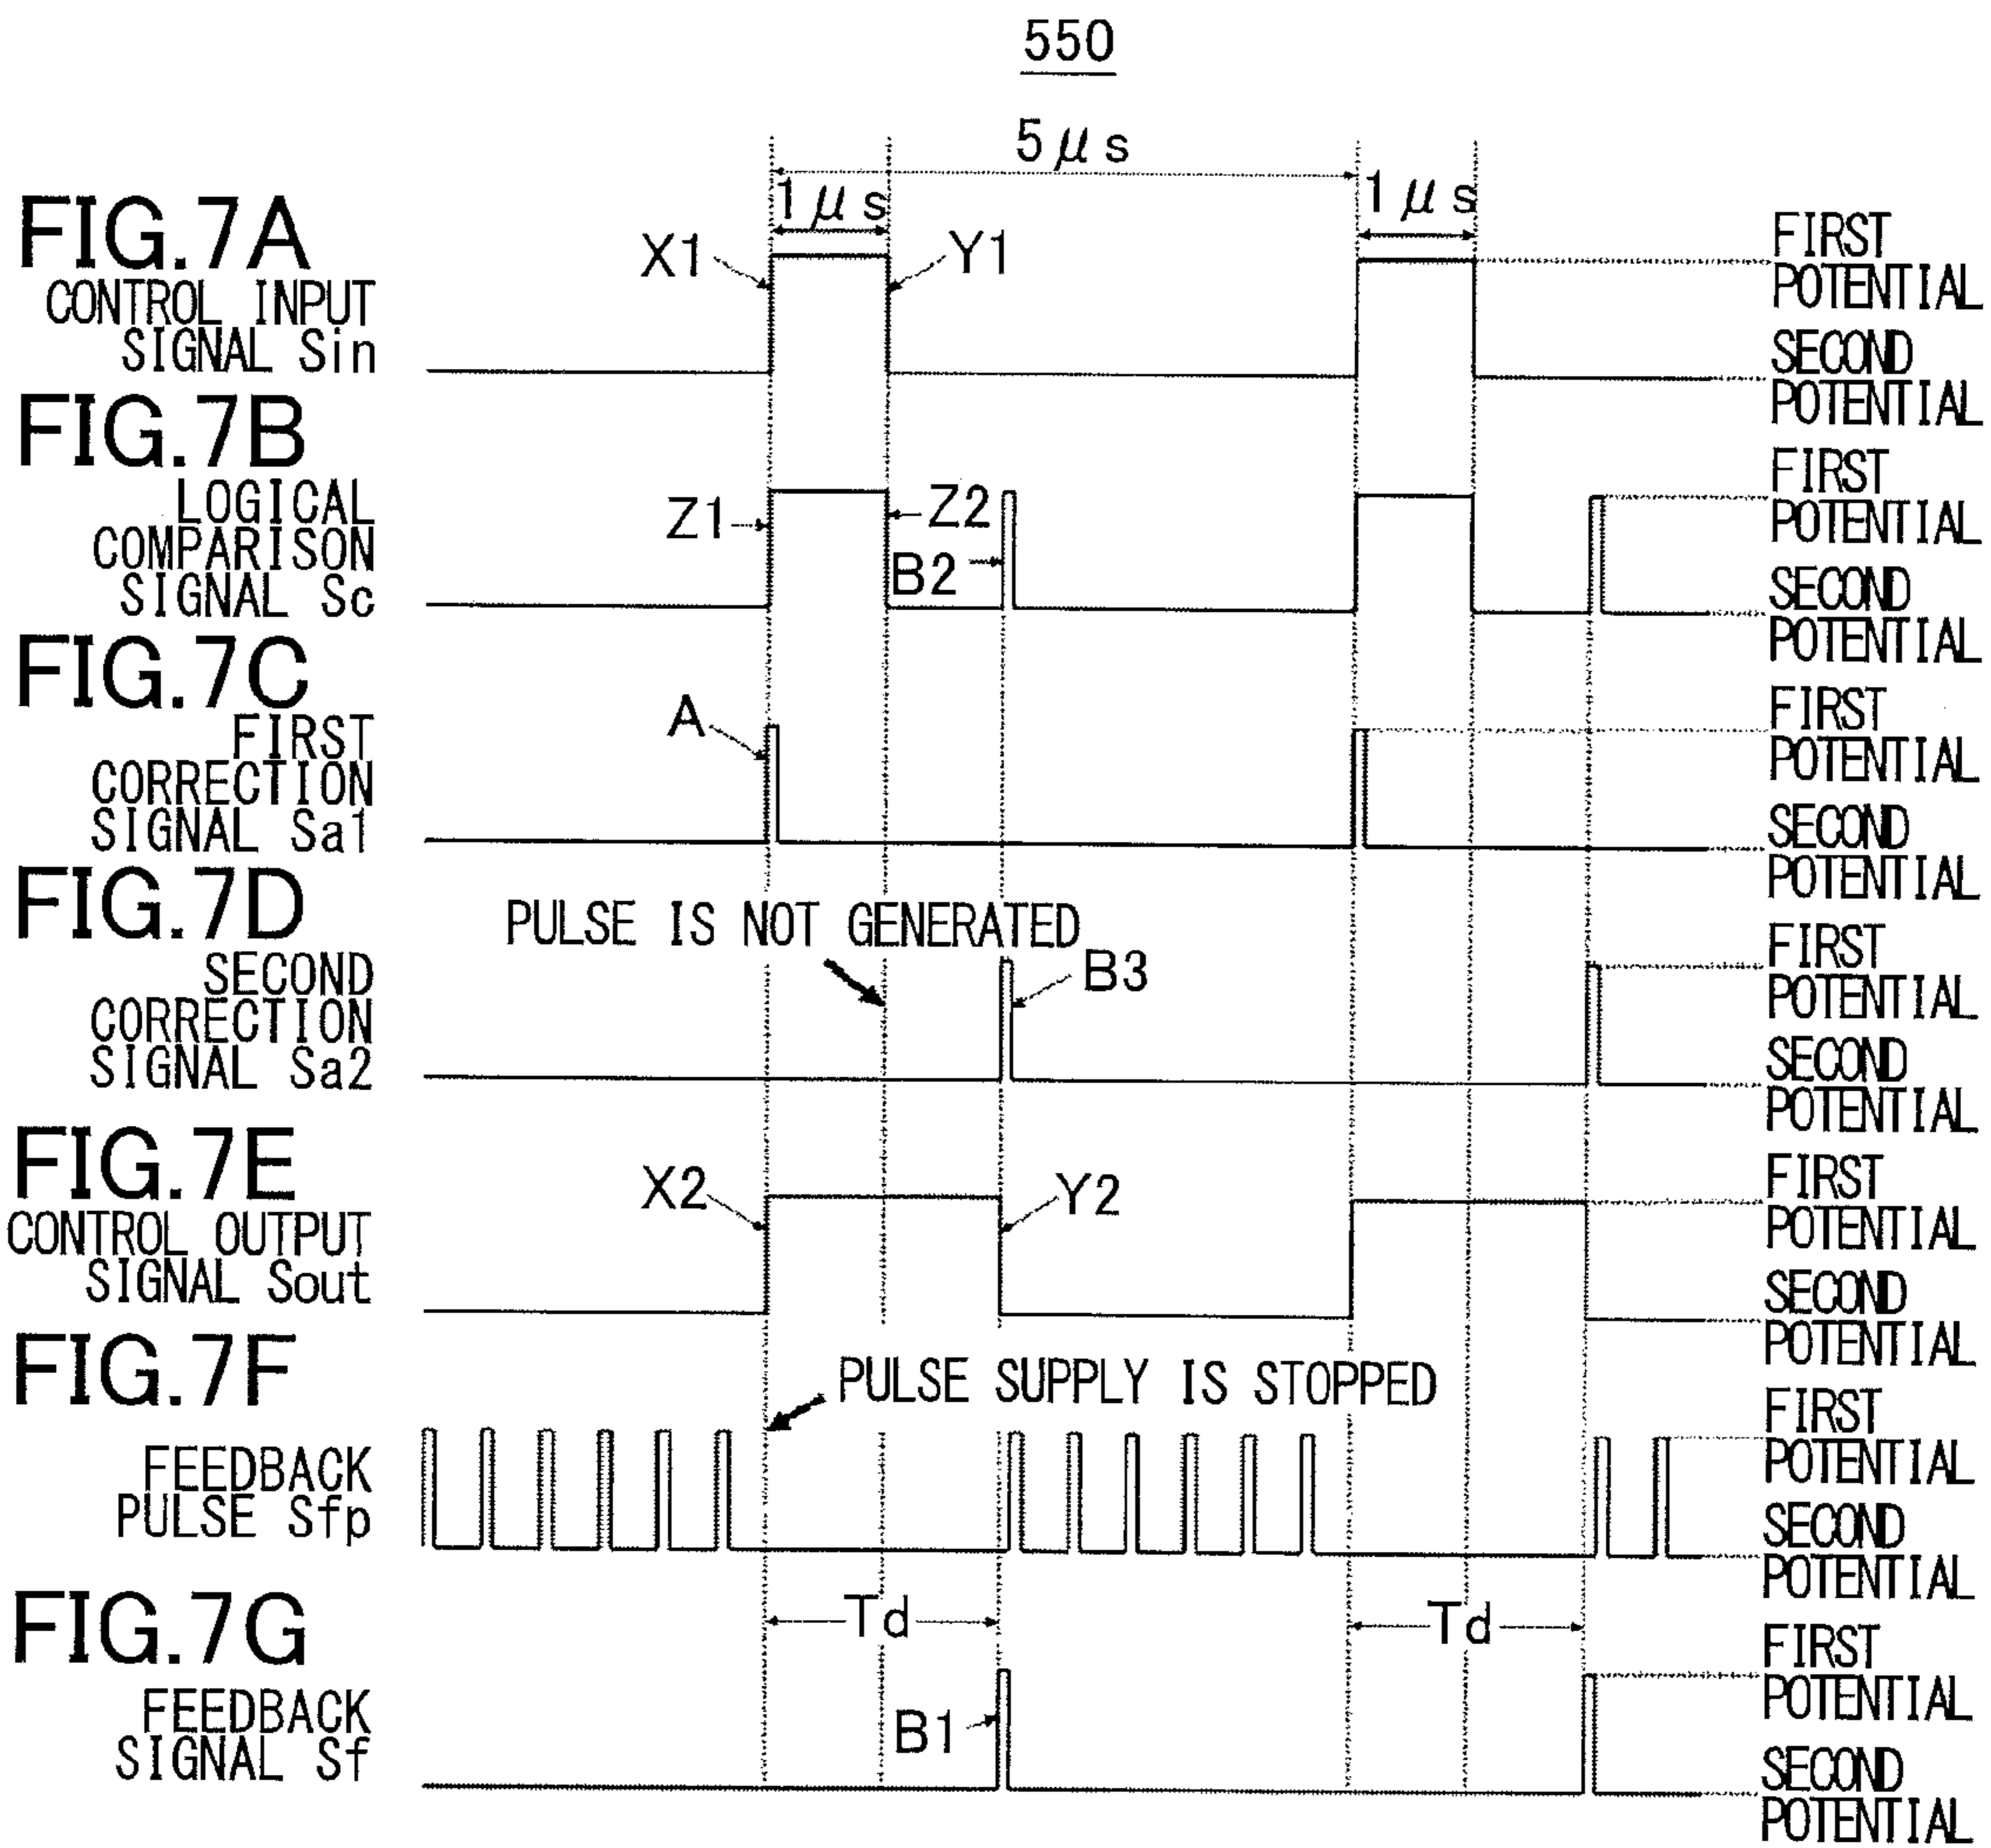 550
5μs
1μs
1μs
FIG.7A
CONTROL INPUT
SIGNAL Sin
X1
Y1
FIRST
POTENTIAL
SECOND
POTENTIAL
FIG.7B
LOGICAL
COMPARISON
SIGNAL Sc
Z1
Z2
B2
FIRST
POTENTIAL
SECOND
POTENTIAL
FIG.7C
FIRST
CORRECTION
SIGNAL Sa1
A
FIRST
POTENTIAL
SECOND
POTENTIAL
FIG.7D
SECOND
CORRECTION
SIGNAL Sa2
PULSE IS NOT GENERATED
B3
FIRST
POTENTIAL
SECOND
POTENTIAL
FIG.7E
CONTROL OUTPUT
SIGNAL Sout
X2
Y2
FIRST
POTENTIAL
SECOND
POTENTIAL
FIG.7F
FEEDBACK
PULSE Sfp
PULSE SUPPLY IS STOPPED
FIRST
POTENTIAL
SECOND
POTENTIAL
FIG.7G
FEEDBACK
SIGNAL Sf
Td
Td
B1
FIRST
POTENTIAL
SECOND
POTENTIAL